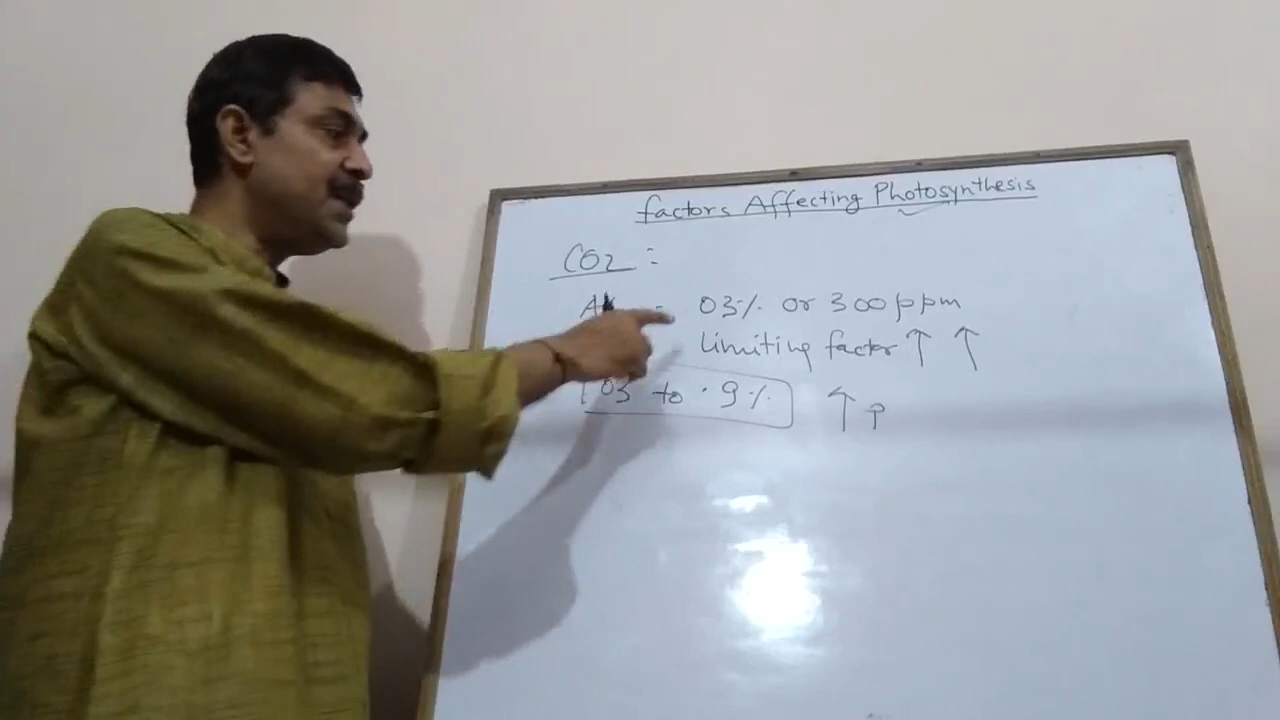 Factors Affecting Photosynthesis
CO2 :
- 03% or 300 ppm
Limiting factor ↑ ↑
03 to .9%
↑ P